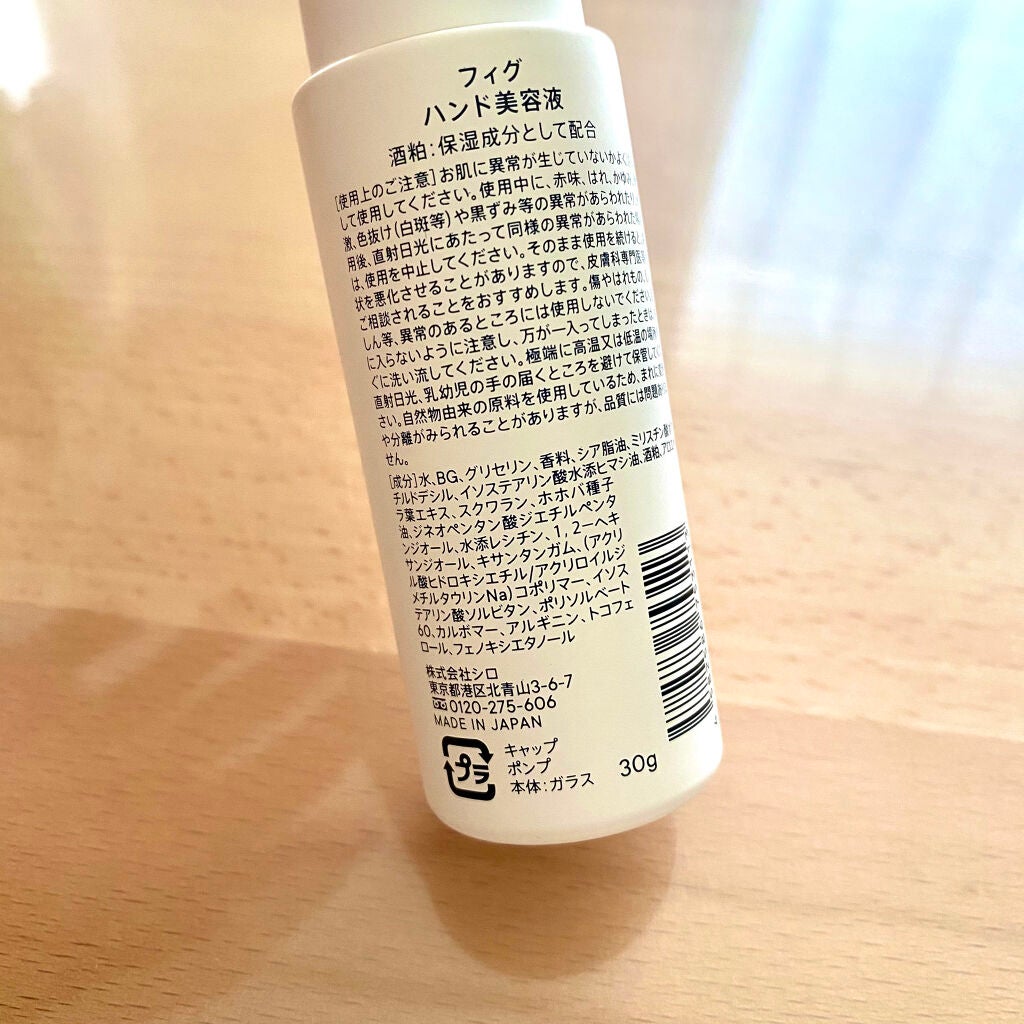 フィグ
ハンド美容液
酒粕:保湿成分として配合
[使用上のご注意]お肌に異常が生じていないかよく
して使用してください。使用中に、赤味、はれ、かゆみ、
激、色抜け(白斑等)や黒ずみ等の異常があらわれたり
用後、直射日光にあたって同様の異常があらわれた
は、使用を中止してください。そのまま使用を続けると
状を悪化させることがありますので、皮膚科専門医
ご相談されることをおすすめします。傷やはれもの、
しん等、異常のあるところには使用しないでください。
に入らないように注意し、万が一入ってしまったときは、
ぐに洗い流してください。極端に高温又は低温の場所
直射日光、乳幼児の手の届くところを避けて保管して
さい。自然物由来の原料を使用しているため、まれに
や分離がみられることがありますが、品質には問題
せん。
[成分]水、BG、グリセリン、香料、シア脂油、ミリスチン酸
チルドデシル、イソステアリン酸水添ヒマシ油、酒粕、アロエ
ラ葉エキス、スクワラン、ホホバ種子
油、ジネオペンタン酸ジエチルペンタ
ンジオール、水添レシチン、1,2-ヘキ
サンジオール、キサンタンガム、(アクリ
ル酸ヒドロキシエチル/アクリロイルジ
メチルタウリンNa)コポリマー、イソス
テアリン酸ソルビタン、ポリソルベート
60、カルボマー、アルギニン、トコフェ
ロール、フェノキシエタノール
株式会社シロ
東京都港区北青山3-6-7
0120-275-606
MADE IN JAPAN
プラ
キャップ
ポンプ
本体:ガラス
30g